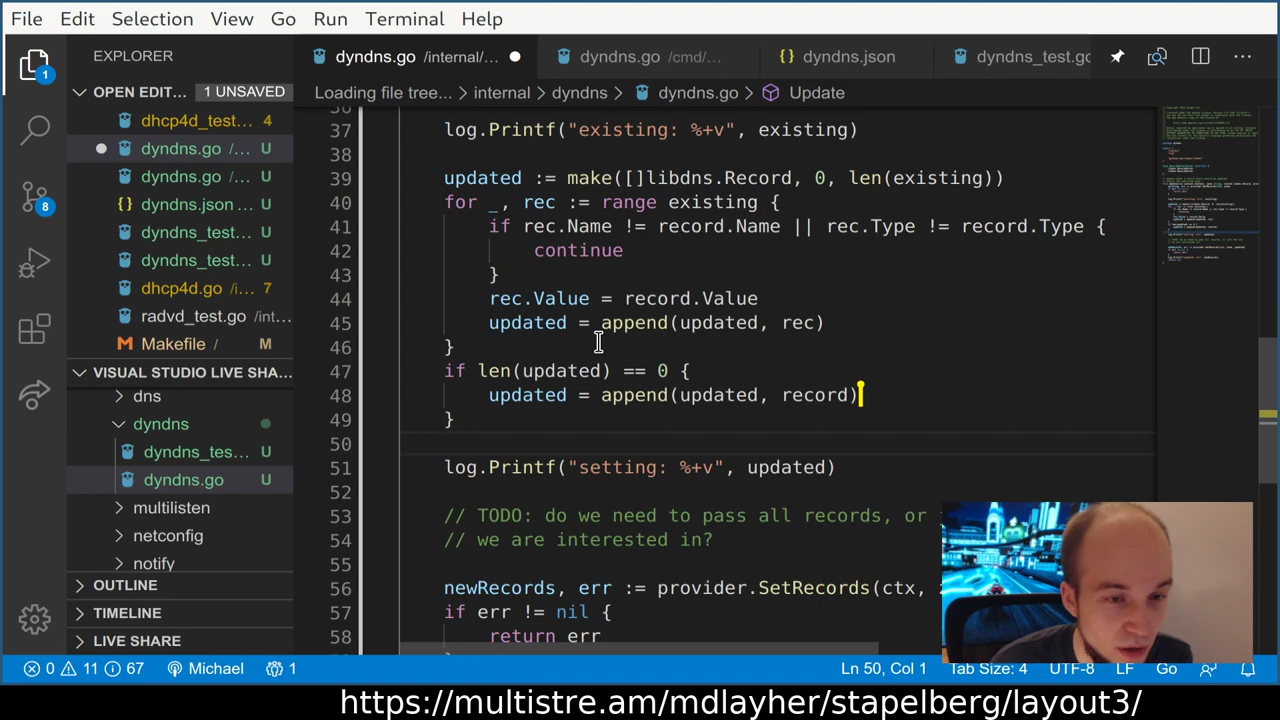 File Edit Selection View Go Run Terminal Help
EXPLORER
dyndns.go /internal/...
dyndns.go /cmd/...
{} dyndns.json
dyndns_test.go
OPEN EDIT... 1 UNSAVED
Loading file tree... > internal > dyndns > dyndns.go > Update
dhcp4d_test... 4
dyndns.go /... U
dyndns.go /... U
{} dyndns.json ... U
dyndns_test... U
dyndns_test... U
dhcp4d.go /i... 7
radvd_test.go /int...
Makefile / M
VISUAL STUDIO LIVE SHA...
> dns
dyndns
dyndns_tes... U
dyndns.go U
> multilisten
> netconfig
> notify
> OUTLINE
> TIMELINE
> LIVE SHARE
1
8
36
37 log.Printf("existing: %+v", existing)
38
39 updated := make([]libdns.Record, 0, len(existing))
40 for _, rec := range existing {
41 if rec.Name != record.Name || rec.Type != record.Type {
42 continue
43 }
44 rec.Value = record.Value
45 updated = append(updated, rec)
46 }
47 if len(updated) == 0 {
48 updated = append(updated, record)
49 }
50
51 log.Printf("setting: %+v", updated)
52
53 // TODO: do we need to pass all records, or
54 // we are interested in?
55
56 newRecords, err := provider.SetRecords(ctx,
57 if err != nil {
58 return err
0 11 67 Michael 1 Ln 50, Col 1 Tab Size: 4 UTF-8 LF Go
https://multistre.am/mdlayher/stapelberg/layout3/